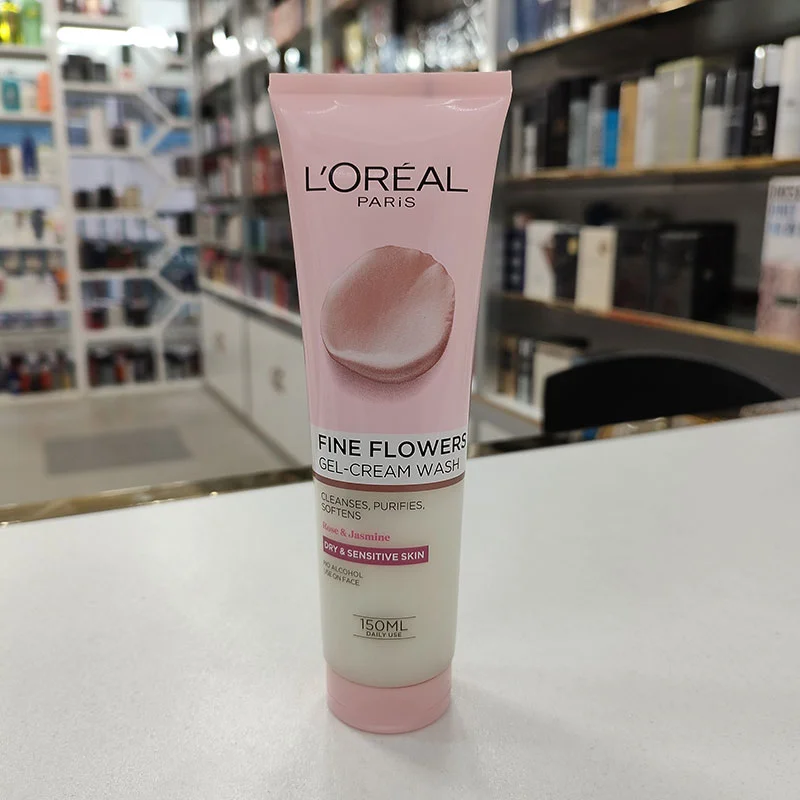 L'ORÉAL
PARiS
FINE FLOWERS
GEL-CREAM WASH
CLEANSES, PURIFIES,
SOFTENS
Rose & Jasmine
DRY & SENSITIVE SKIN
NO ALCOHOL
USE ON FACE
150ML
DAILY USE